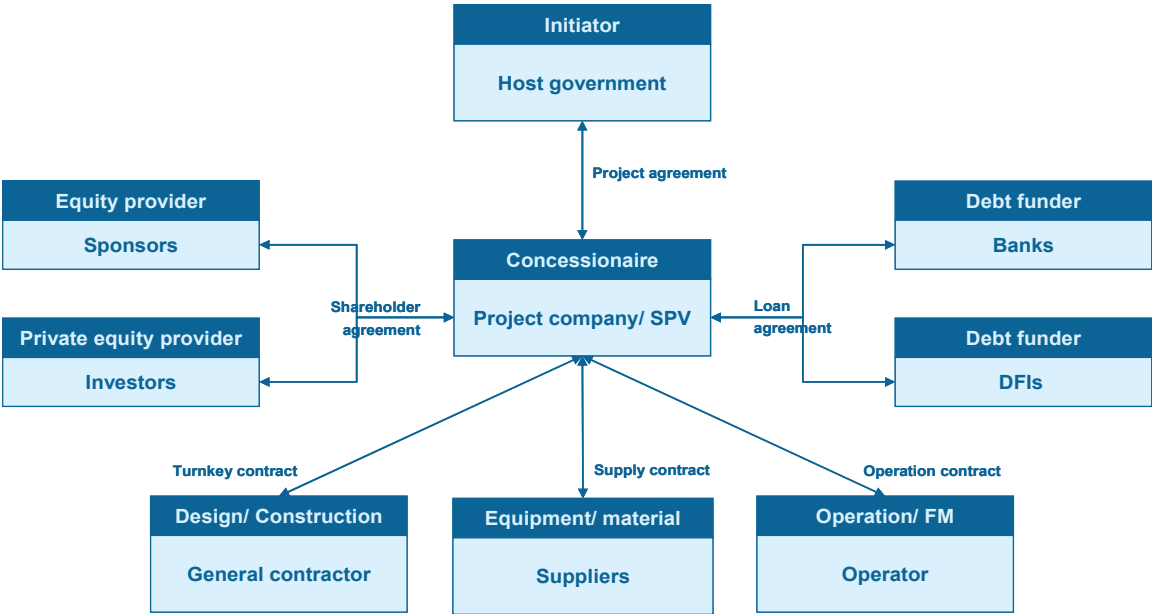 Initiator
Host government
Project agreement
Equity provider
Sponsors
Debt funder
Banks
Concessionaire
Project company/ SPV
Shareholder
agreement
Loan
agreement
Private equity provider
Investors
Debt funder
DFIs
Turnkey contract
Supply contract
Operation contract
Design/ Construction
General contractor
Equipment/ material
Suppliers
Operation/ FM
Operator